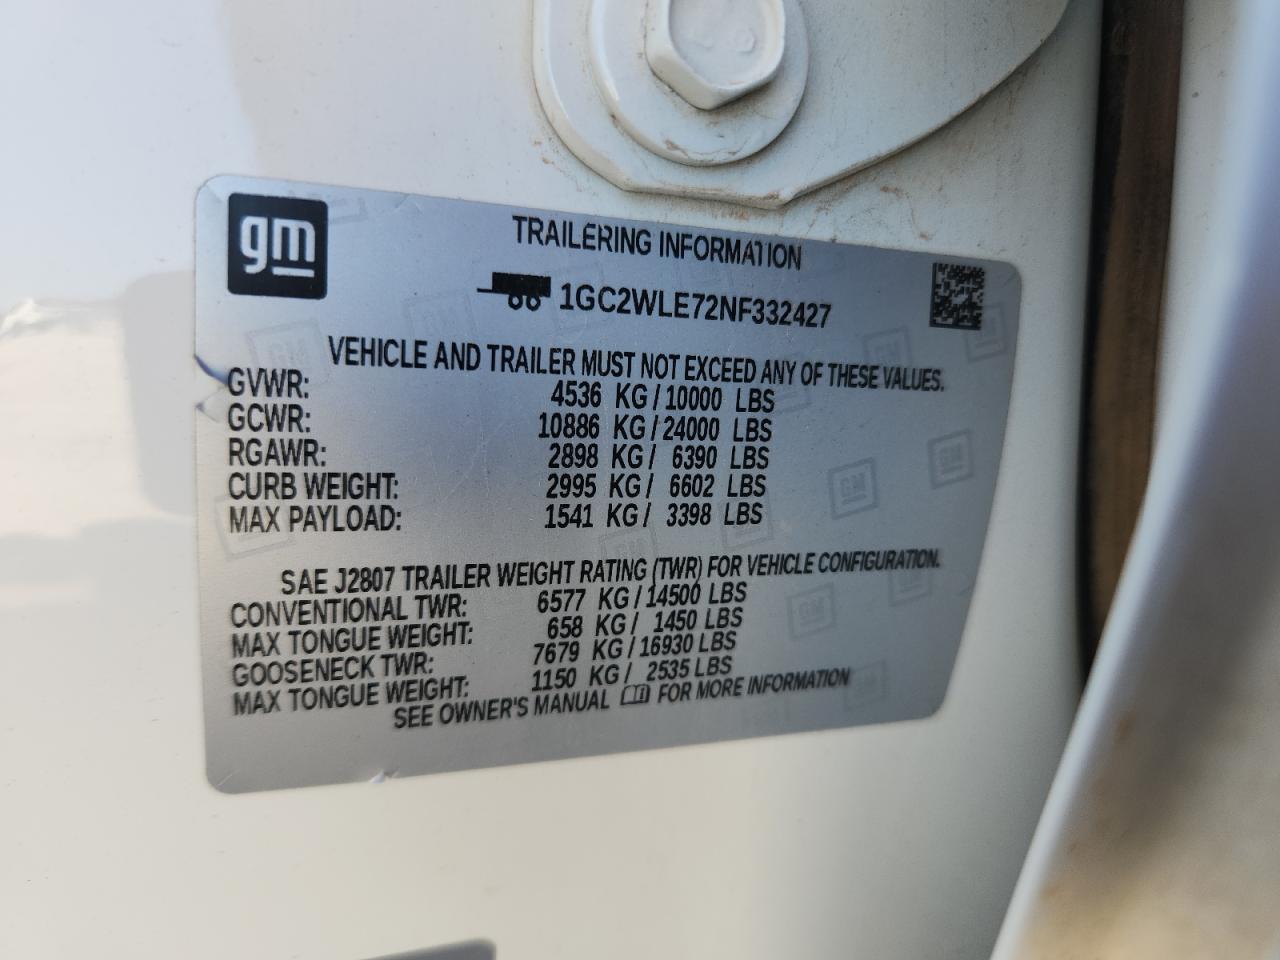 gm
TRAILERING INFORMATION
1GC2WLE72NF332427
VEHICLE AND TRAILER MUST NOT EXCEED ANY OF THESE VALUES.
GVWR: 4536 KG / 10000 LBS
GCWR: 10886 KG / 24000 LBS
RGAWR: 2898 KG / 6390 LBS
CURB WEIGHT: 2995 KG / 6602 LBS
MAX PAYLOAD: 1541 KG / 3398 LBS
SAE J2807 TRAILER WEIGHT RATING (TWR) FOR VEHICLE CONFIGURATION.
CONVENTIONAL TWR: 6577 KG / 14500 LBS
MAX TONGUE WEIGHT: 658 KG / 1450 LBS
GOOSENECK TWR: 7679 KG / 16930 LBS
MAX TONGUE WEIGHT: 1150 KG / 2535 LBS
SEE OWNER'S MANUAL FOR MORE INFORMATION